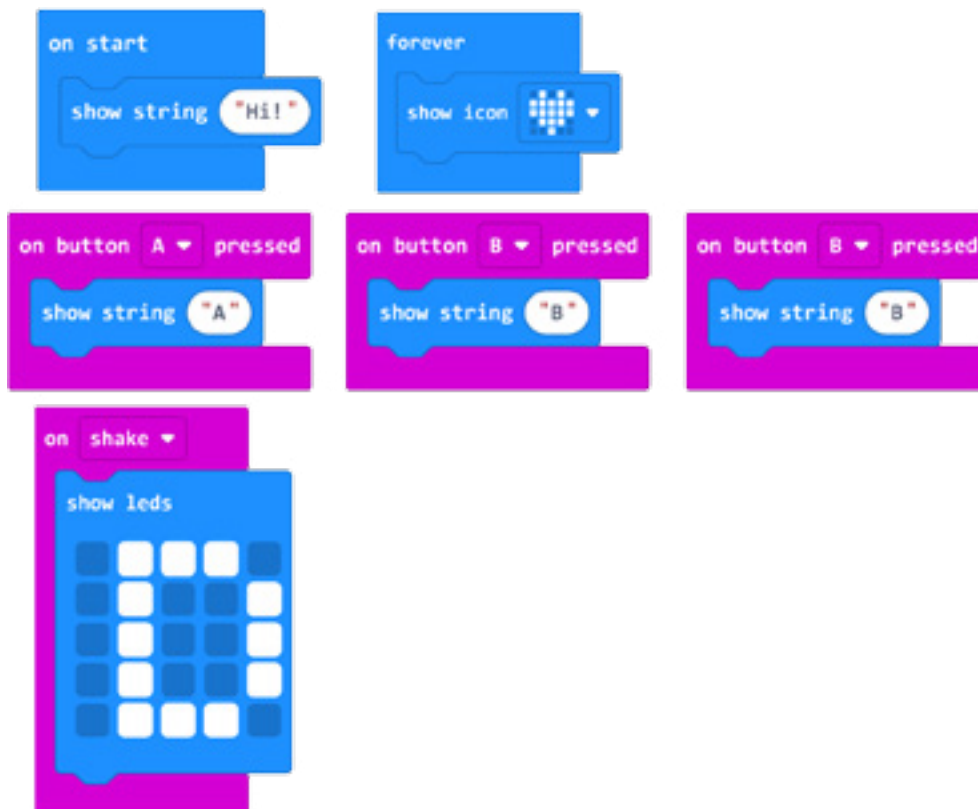 on start
show string "Hi!"
forever
show icon
on button A pressed
show string "A"
on button B pressed
show string "B"
on button B pressed
show string "B"
on shake
show leds